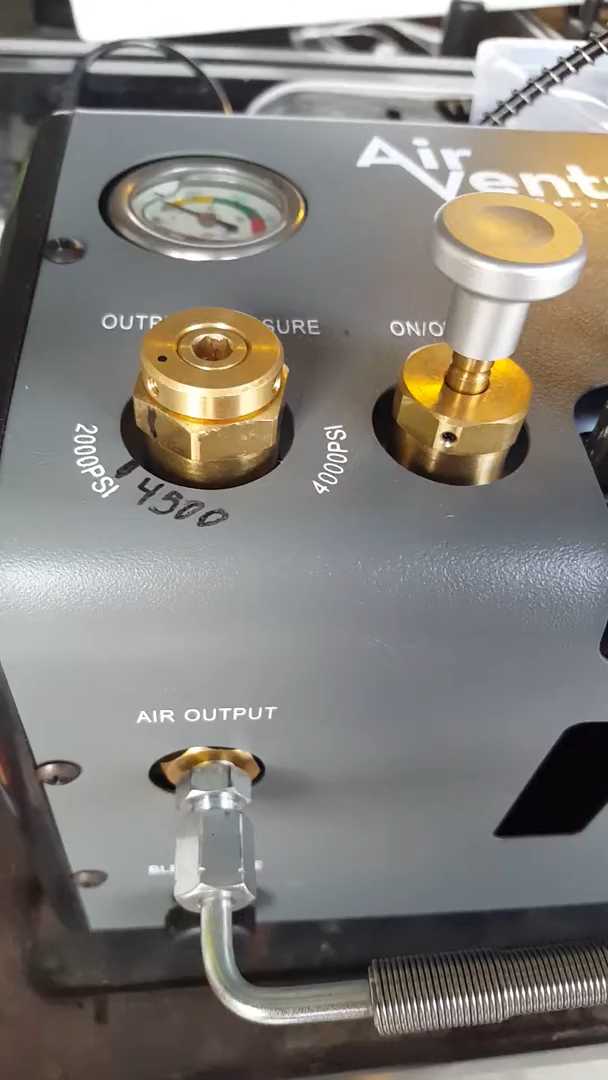 Air
Vent
OUTP SURE
ON/O
2000PSI
4000PSI
4500
AIR OUTPUT